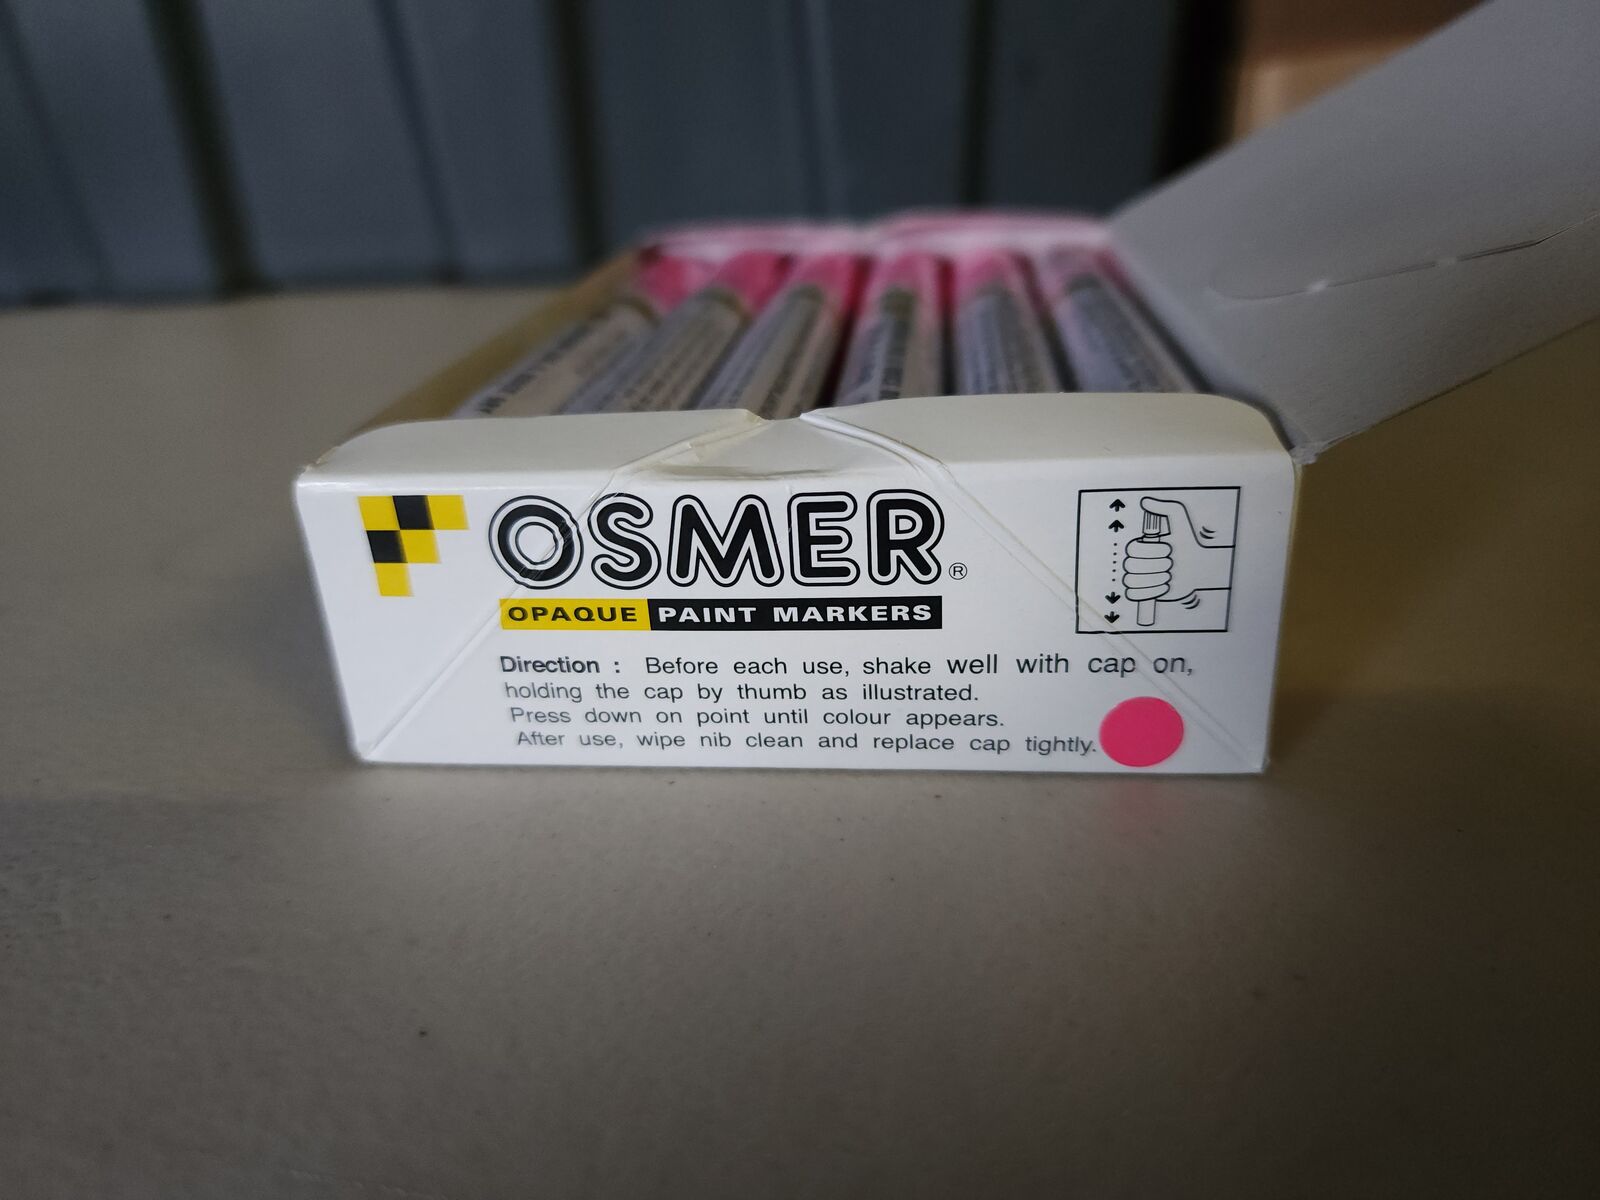 OSMER®
OPAQUE PAINT MARKERS
Direction : Before each use, shake well with cap on,
holding the cap by thumb as illustrated.
Press down on point until colour appears.
After use, wipe nib clean and replace cap tightly.